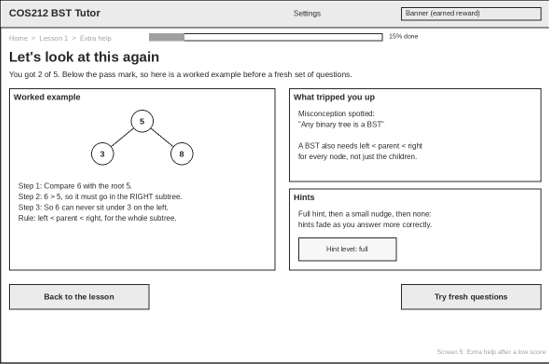 COS212 BST Tutor
Settings
Banner (earned reward)
Home > Lesson 1 > Extra help
15% done
Let's look at this again
You got 2 of 5. Below the pass mark, so here is a worked example before a fresh set of questions.
Worked example
5
3
8
Step 1: Compare 6 with the root 5.
Step 2: 6 > 5, so it must go in the RIGHT subtree.
Step 3: So 6 can never sit under 3 on the left.
Rule: left < parent < right, for the whole subtree.
What tripped you up
Misconception spotted:
"Any binary tree is a BST"
A BST also needs left < parent < right
for every node, not just the children.
Hints
Full hint, then a small nudge, then none:
hints fade as you answer more correctly.
Hint level: full
Back to the lesson
Try fresh questions
Screen 5: Extra help after a low score